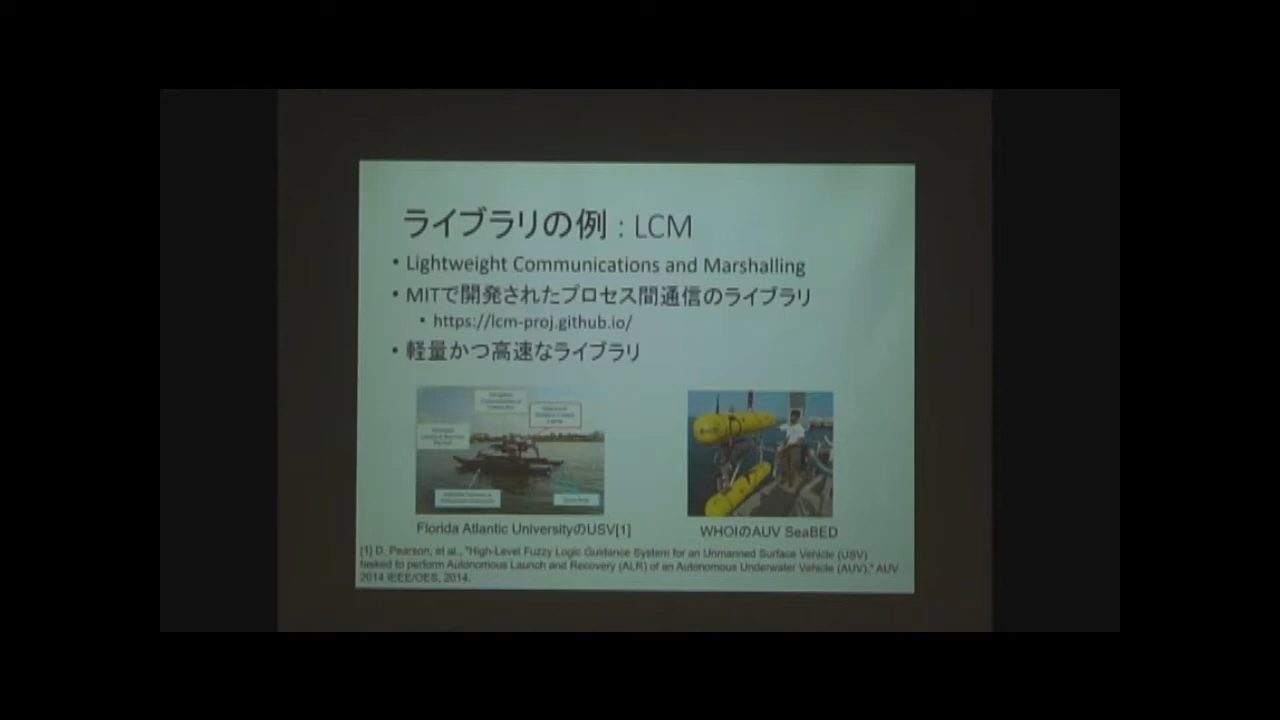 ライブラリの例 : LCM
• Lightweight Communications and Marshalling
• MITで開発されたプロセス間通信のライブラリ
• https://lcm-proj.github.io/
• 軽量かつ高速なライブラリ
Florida Atlantic UniversityのUSV[1]
WHOIのAUV SeaBED
[1] D. Pearson, et al., "High-Level Fuzzy Logic Guidance System for an Unmanned Surface Vehicle (USV)
tasked to perform Autonomous Launch and Recovery (ALR) of an Autonomous Underwater Vehicle (AUV)," AUV
2014 IEEE/OES, 2014.